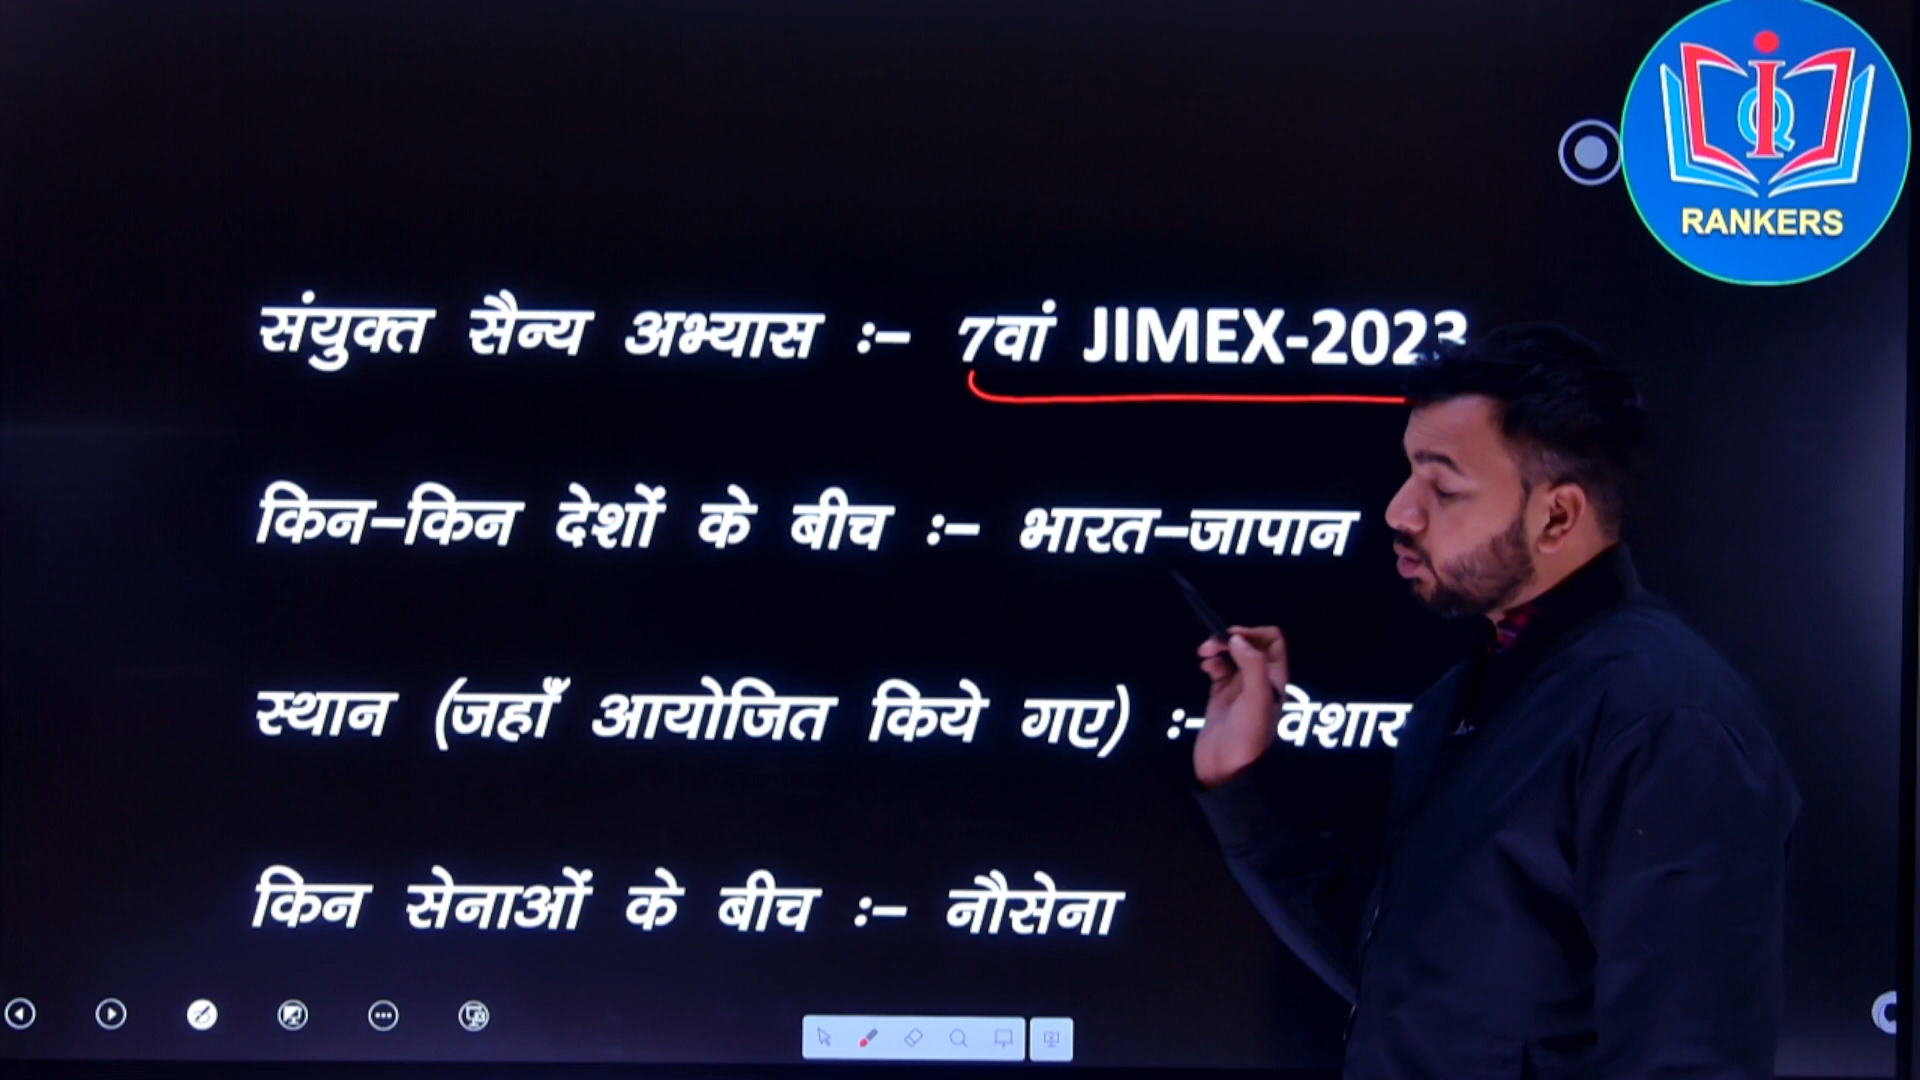 RANKERS
संयुक्त सैन्य अभ्यास :- 7वां JIMEX-2023
किन-किन देशों के बीच :- भारत-जापान
स्थान (जहाँ आयोजित किये गए) :-
किन सेनाओं के बीच :- नौसेना